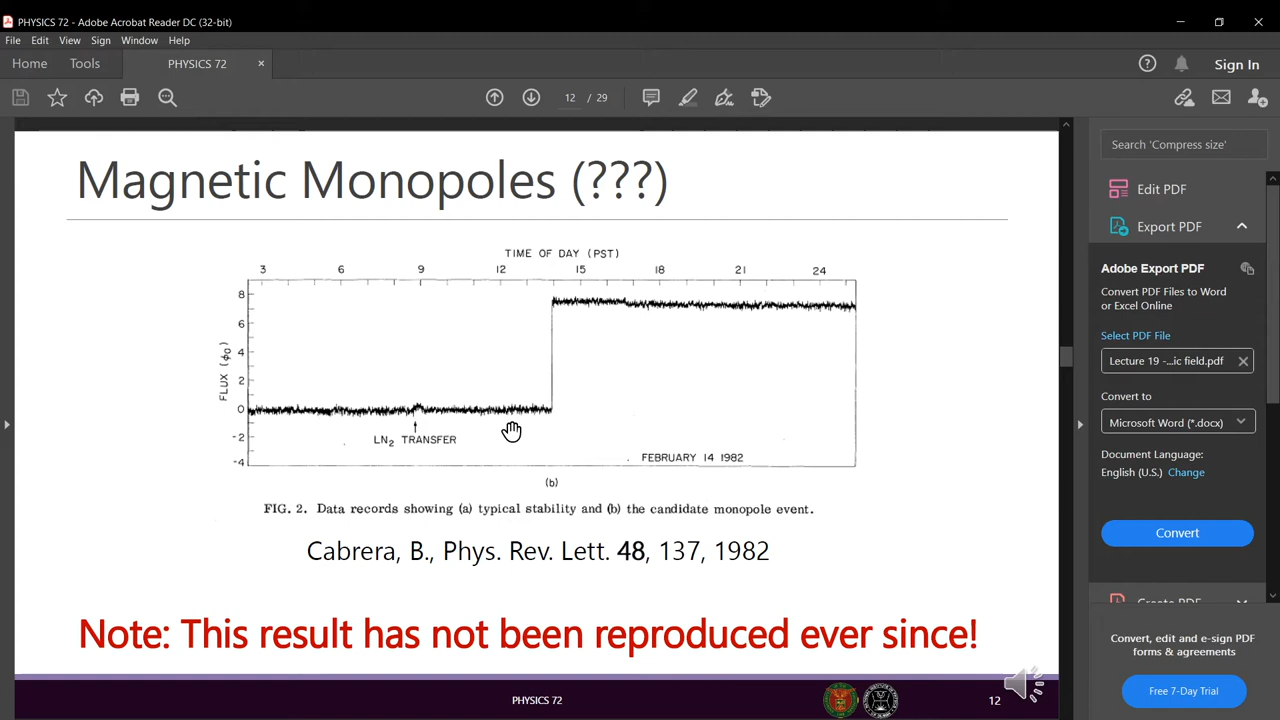 PHYSICS 72 - Adobe Acrobat Reader DC (32-bit)
File Edit View Sign Window Help
Home Tools PHYSICS 72 ×
Sign In
12 / 29
Magnetic Monopoles (???)
TIME OF DAY (PST)
3 6 9 12 15 18 21 24
FLUX (ϕ₀)
8
6
4
2
0
-2
-4
LN₂ TRANSFER
FEBRUARY 14 1982
(b)
FIG. 2. Data records showing (a) typical stability and (b) the candidate monopole event.
Cabrera, B., Phys. Rev. Lett. 48, 137, 1982
Note: This result has not been reproduced ever since!
PHYSICS 72
12
Search 'Compress size'
Edit PDF
Export PDF
Adobe Export PDF
Convert PDF Files to Word
or Excel Online
Select PDF File
Lecture 19 -...ic field.pdf
Convert to
Microsoft Word (*.docx)
Document Language:
English (U.S.) Change
Convert
Convert, edit and e-sign PDF
forms & agreements
Free 7-Day Trial